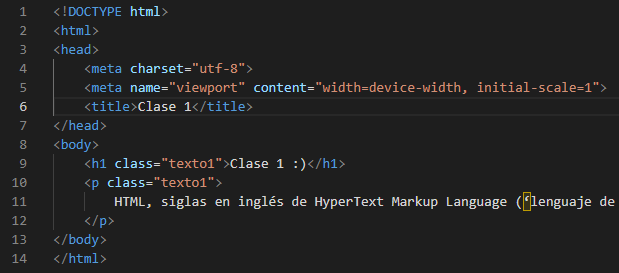 1 <!DOCTYPE html>
2 <html>
3 <head>
4 <meta charset="utf-8">
5 <meta name="viewport" content="width=device-width, initial-scale=1">
6 <title>Clase 1</title>
7 </head>
8 <body>
9 <h1 class="texto1">Clase 1 :)</h1>
10 <p class="texto1">
11 HTML, siglas en inglés de HyperText Markup Language (‘lenguaje de
12 </p>
13 </body>
14 </html>